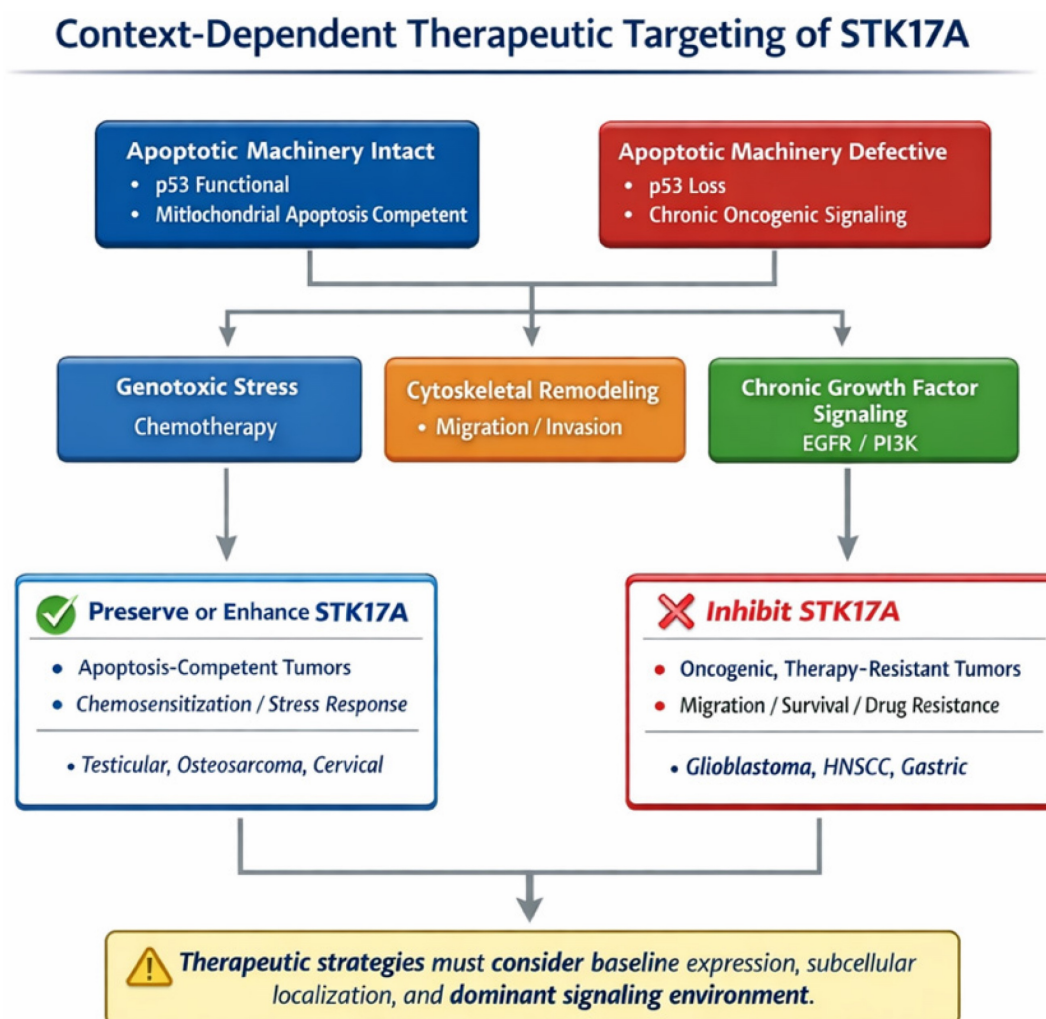 Context-Dependent Therapeutic Targeting of STK17A
Apoptotic Machinery Intact
• p53 Functional
• Mitlochondrial Apoptosis Competent
Apoptotic Machinery Defective
• p53 Loss
• Chronic Oncogenic Signaling
Genotoxic Stress
Chemotherapy
Cytoskeletal Remodeling
• Migration / Invasion
Chronic Growth Factor
Signaling
EGFR / PI3K
Preserve or Enhance STK17A
• Apoptosis-Competent Tumors
• Chemosensitization / Stress Response
• Testicular, Osteosarcoma, Cervical
Inhibit STK17A
• Oncogenic, Therapy-Resistant Tumors
• Migration / Survival / Drug Resistance
• Glioblastoma, HNSCC, Gastric
Therapeutic strategies must consider baseline expression, subcellular
localization, and dominant signaling environment.